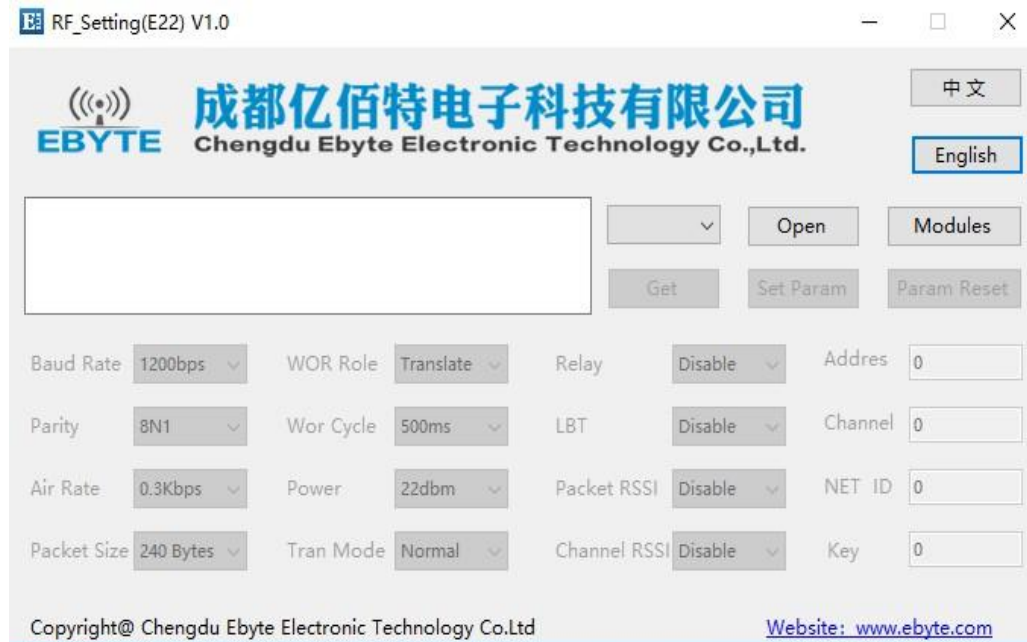 RF_Setting(E22) V1.0
中文
EBYTE
成都亿佰特电子科技有限公司
Chengdu Ebyte Electronic Technology Co.,Ltd.
English
Open Modules
Get Set Param Param Reset
Baud Rate 1200bps WOR Role Translate Relay Disable Addres 0
Parity 8N1 Wor Cycle 500ms LBT Disable Channel 0
Air Rate 0.3Kbps Power 22dbm Packet RSSI Disable NET ID 0
Packet Size 240 Bytes Tran Mode Normal Channel RSSI Disable Key 0
Copyright@ Chengdu Ebyte Electronic Technology Co.Ltd Website: www.ebyte.com